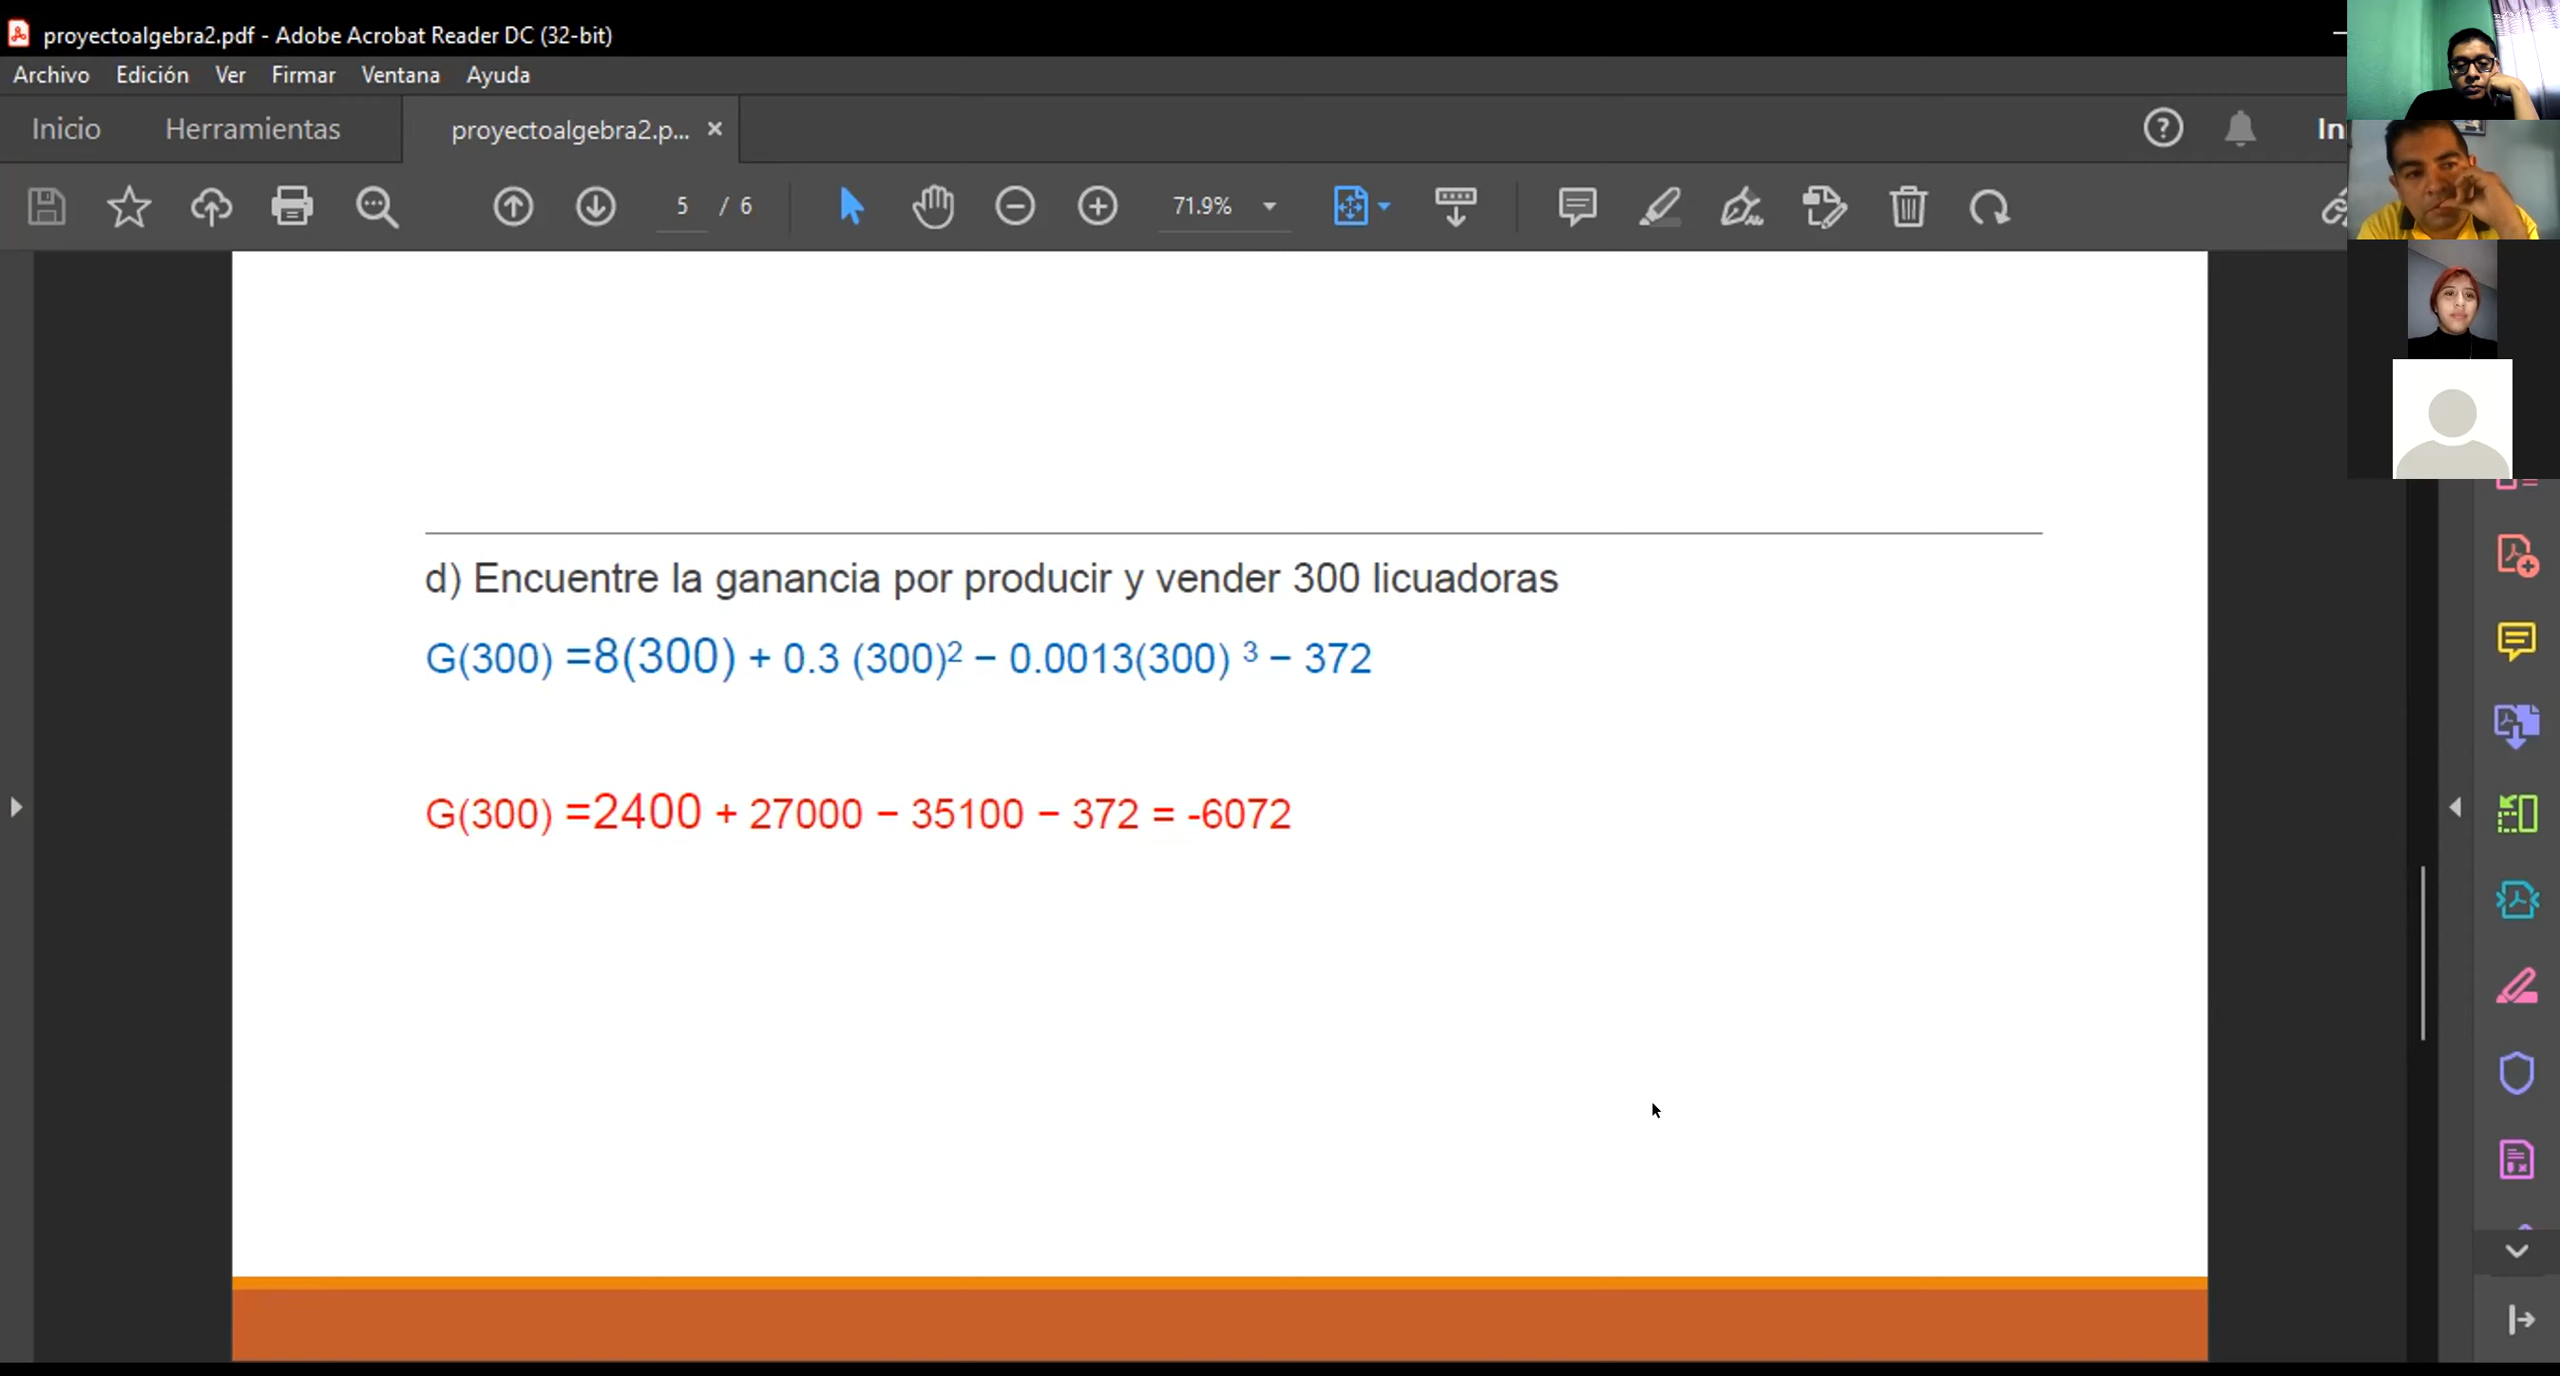 proyectoalgebra2.pdf - Adobe Acrobat Reader DC (32-bit)
Archivo Edición Ver Firmar Ventana Ayuda
Inicio Herramientas proyectoalgebra2.p... In
5 / 6 71.9%
d) Encuentre la ganancia por producir y vender 300 licuadoras
G(300) =8(300) + 0.3 (300)² − 0.0013(300) ³ − 372
G(300) =2400 + 27000 − 35100 − 372 = -6072